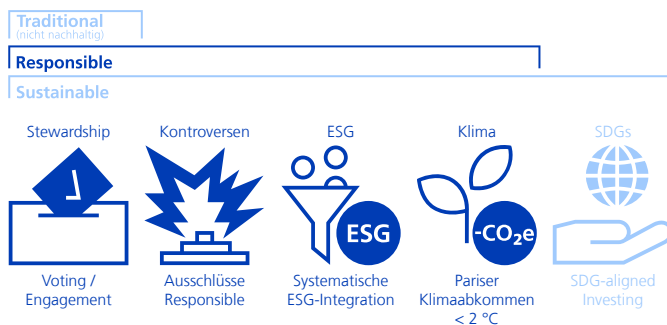 Traditional
(nicht nachhaltig)
Responsible
Sustainable
Stewardship Kontroversen ESG Klima SDGs
ESG -CO₂e
Voting / Ausschlüsse Systematische Pariser SDG-aligned
Engagement Responsible ESG-Integration Klimaabkommen Investing
< 2 °C